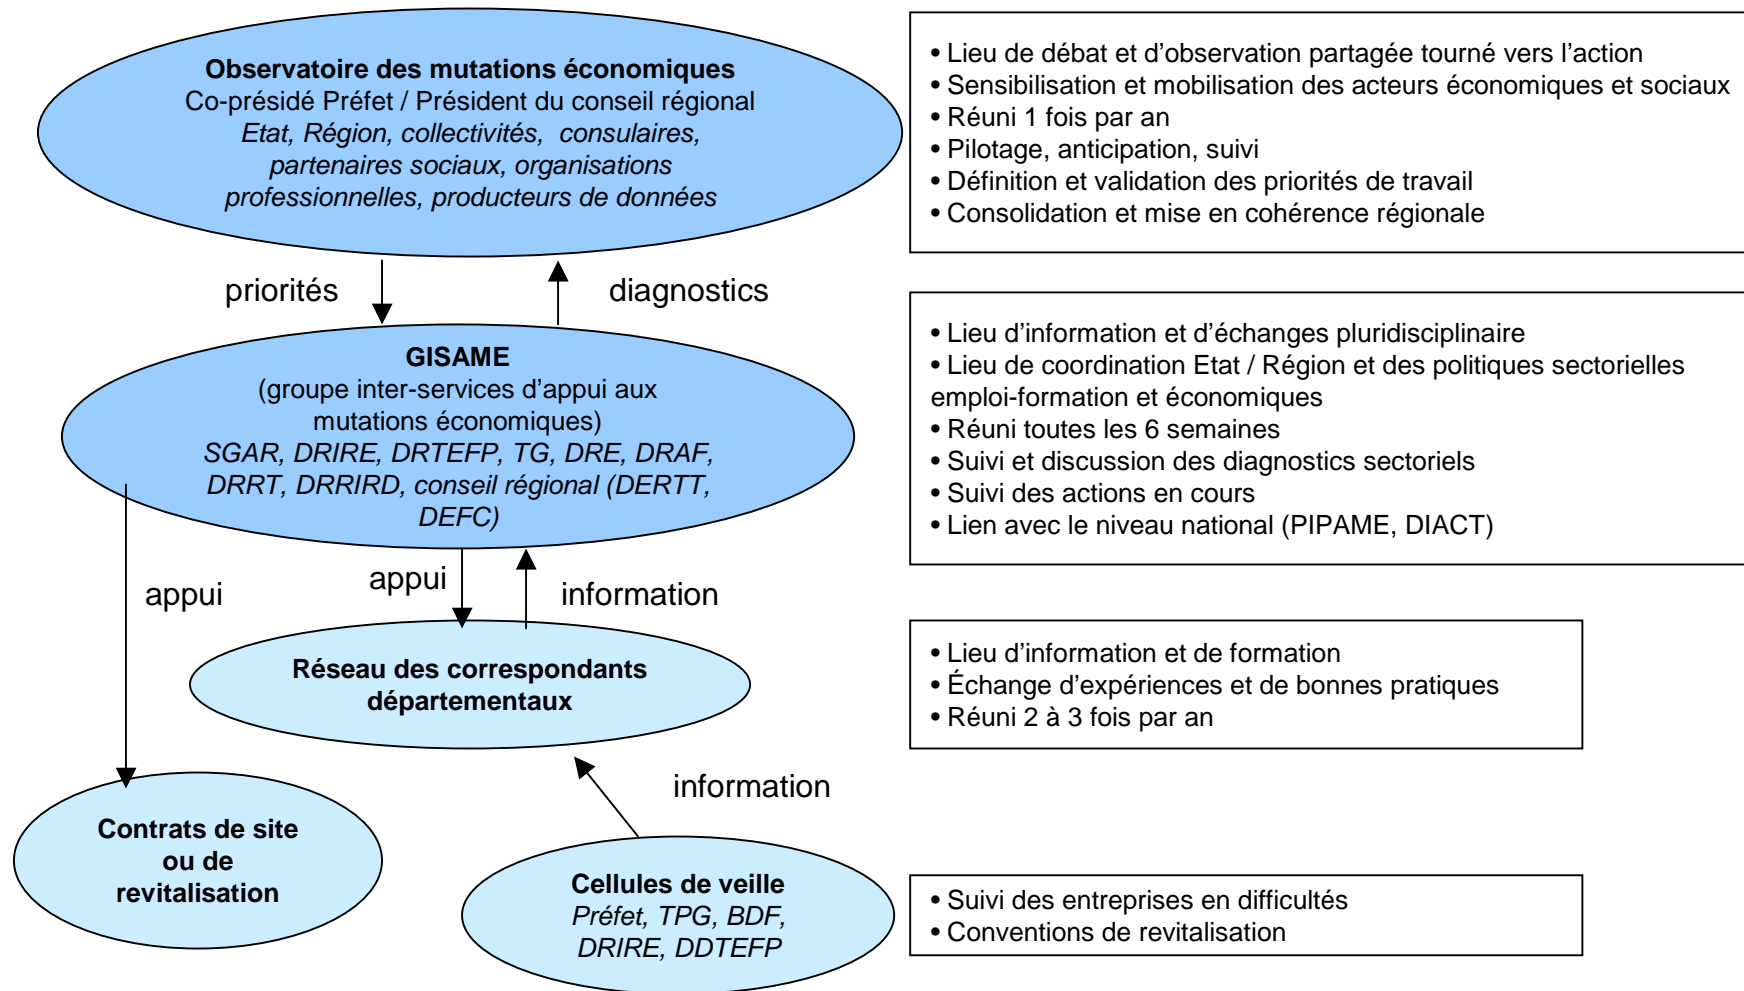 Observatoire des mutations économiques
Co-présidé Préfet / Président du conseil régional
Etat, Région, collectivités, consulaires,
partenaires sociaux, organisations
professionnelles, producteurs de données
• Lieu de débat et d'observation partagée tourné vers l'action
• Sensibilisation et mobilisation des acteurs économiques et sociaux
• Réuni 1 fois par an
• Pilotage, anticipation, suivi
• Définition et validation des priorités de travail
• Consolidation et mise en cohérence régionale
priorités
diagnostics
GISAME
(groupe inter-services d'appui aux
mutations économiques)
SGAR, DRIRE, DRTEFP, TG, DRE, DRAF,
DRRT, DRRIRD, conseil régional (DERTT,
DEFC)
• Lieu d'information et d'échanges pluridisciplinaire
• Lieu de coordination Etat / Région et des politiques sectorielles
emploi-formation et économiques
• Réuni toutes les 6 semaines
• Suivi et discussion des diagnostics sectoriels
• Suivi des actions en cours
• Lien avec le niveau national (PIPAME, DIACT)
appui
appui
information
Réseau des correspondants
départementaux
• Lieu d'information et de formation
• Échange d'expériences et de bonnes pratiques
• Réuni 2 à 3 fois par an
information
Contrats de site
ou de
revitalisation
Cellules de veille
Préfet, TPG, BDF,
DRIRE, DDTEFP
• Suivi des entreprises en difficultés
• Conventions de revitalisation